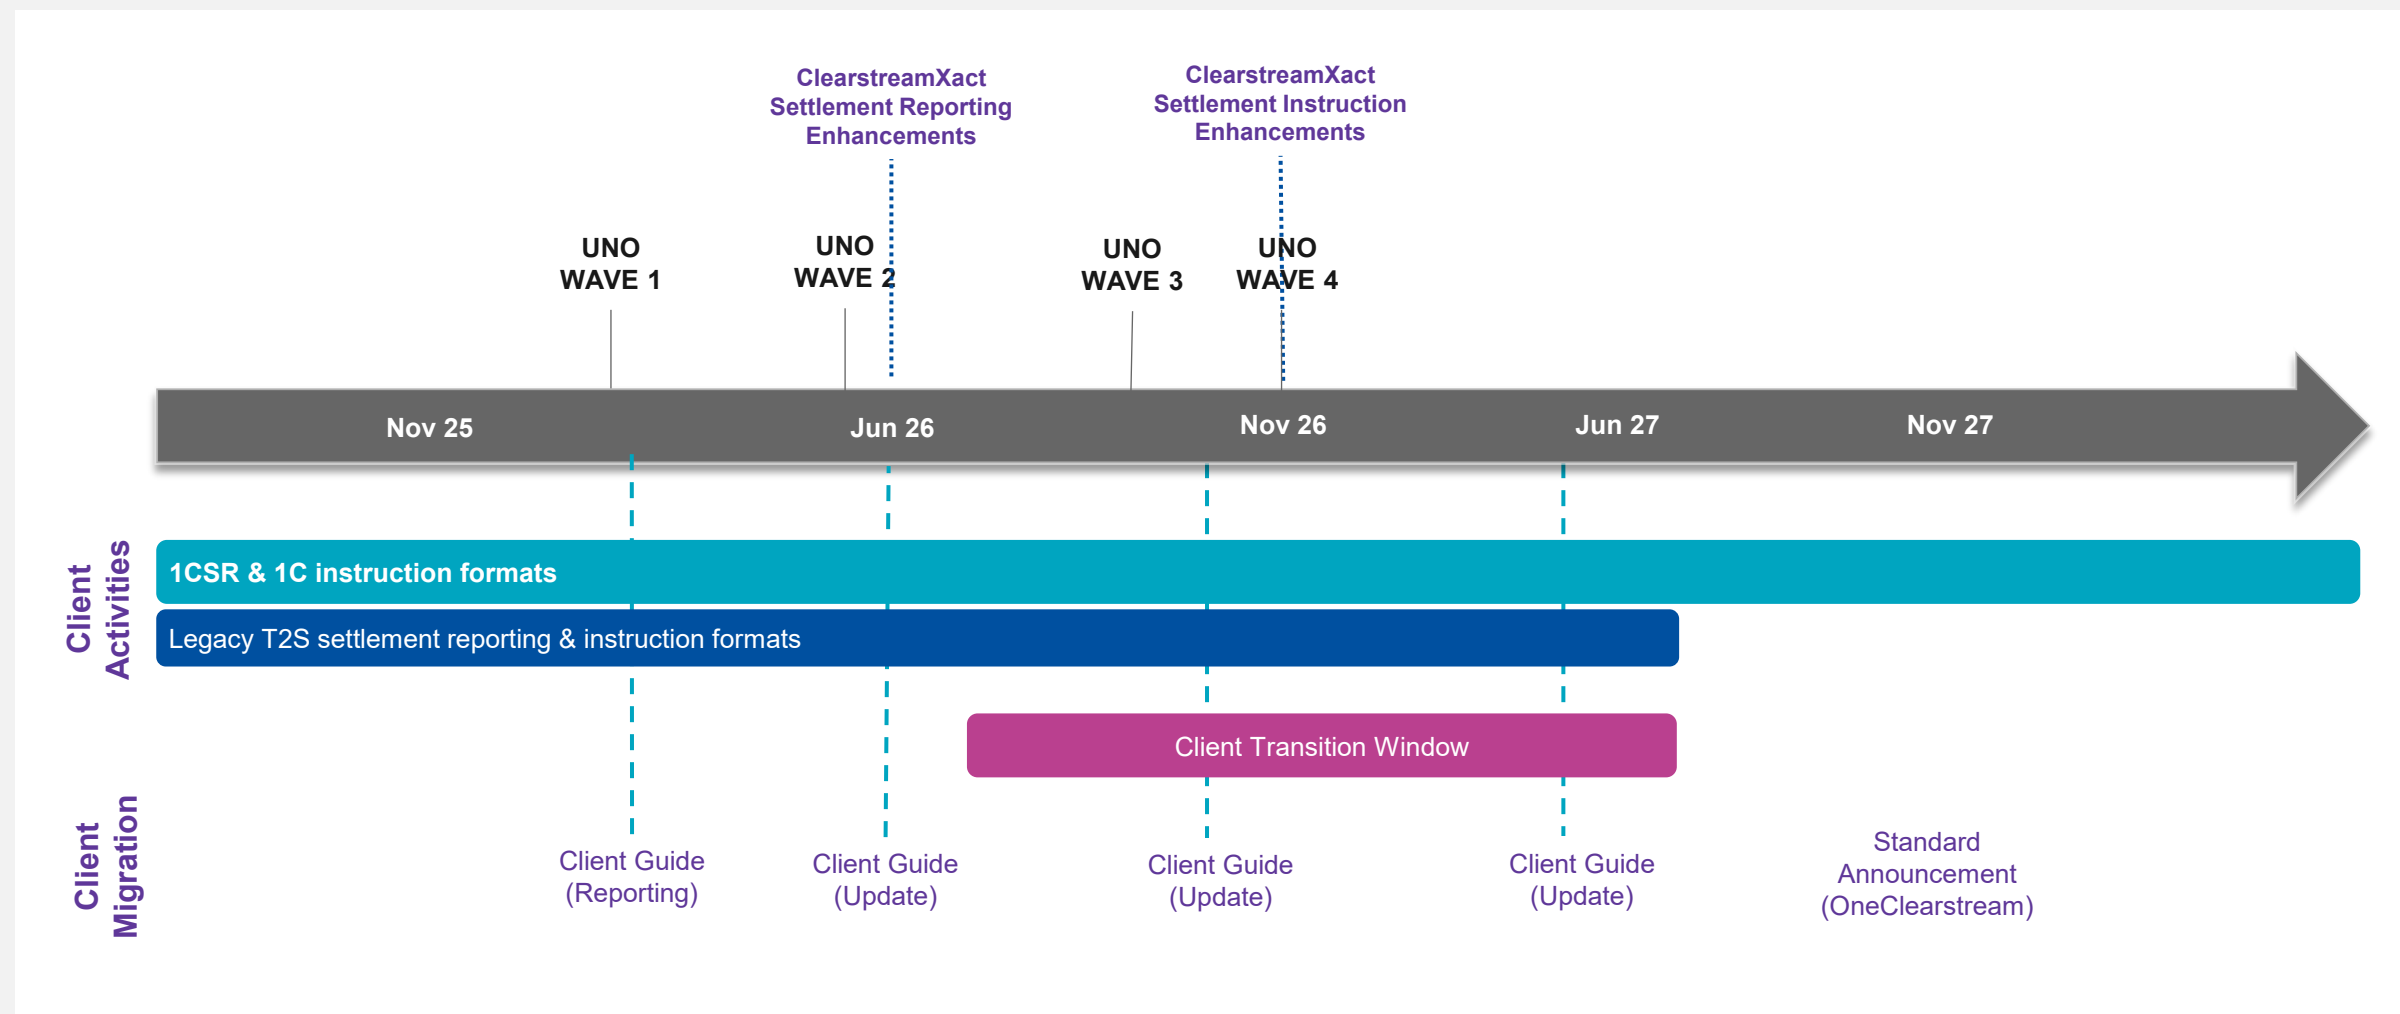 ClearstreamXact
Settlement Reporting
Enhancements
ClearstreamXact
Settlement Instruction
Enhancements
UNO
WAVE 1
UNO
WAVE 2
UNO
WAVE 3
UNO
WAVE 4
Nov 25
Jun 26
Nov 26
Jun 27
Nov 27
Client
Activities
1CSR & 1C instruction formats
Legacy T2S settlement reporting & instruction formats
Client Transition Window
Client
Migration
Client Guide
(Reporting)
Client Guide
(Update)
Client Guide
(Update)
Client Guide
(Update)
Standard
Announcement
(OneClearstream)